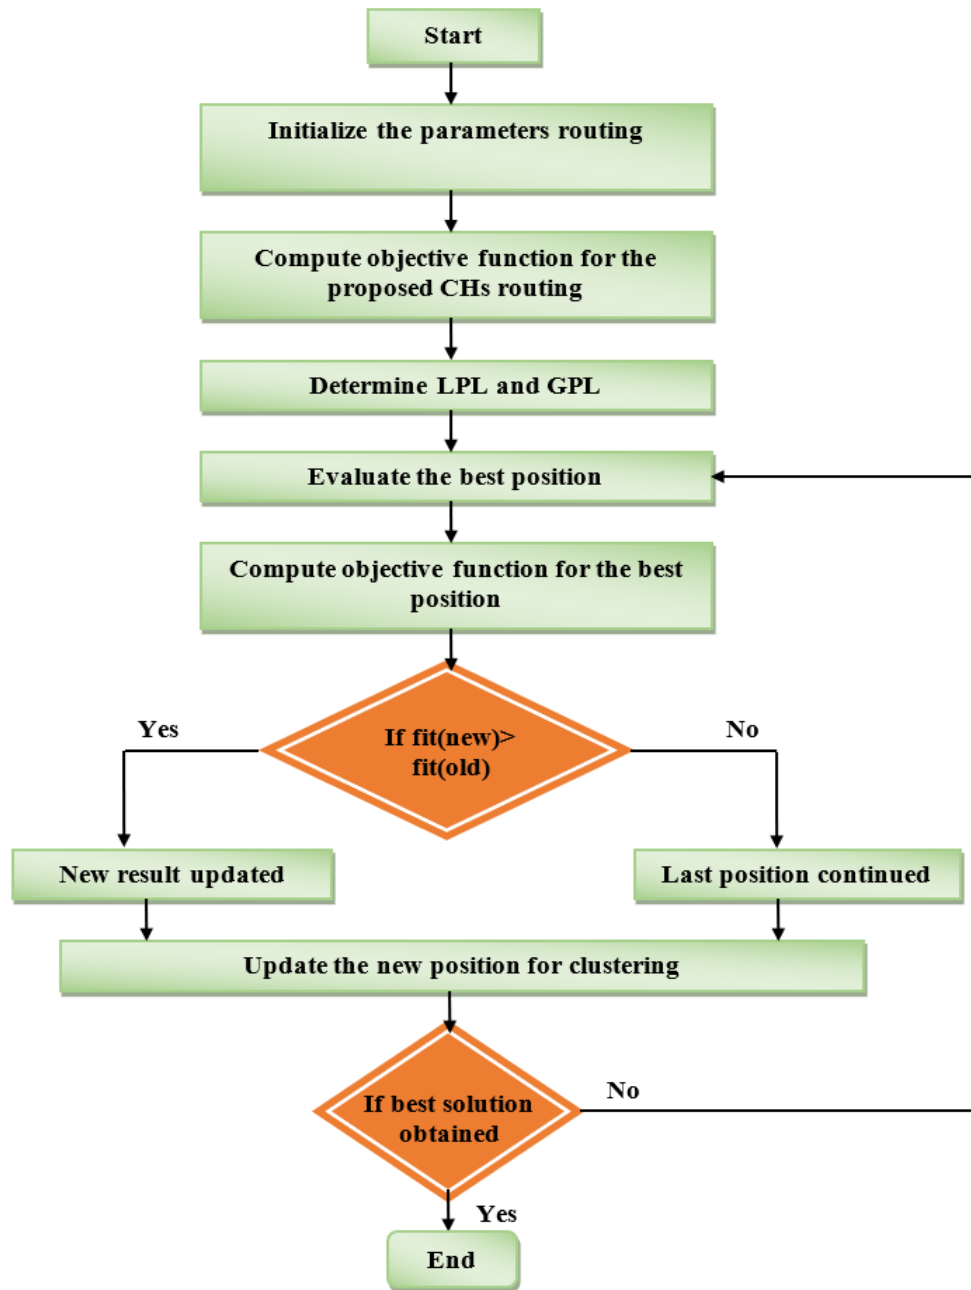 Start
Initialize the parameters routing
Compute objective function for the
proposed CHs routing
Determine LPL and GPL
Evaluate the best position
Compute objective function for the best
position
If fit(new)>
fit(old)
Yes
No
New result updated
Last position continued
Update the new position for clustering
If best solution
obtained
No
Yes
End